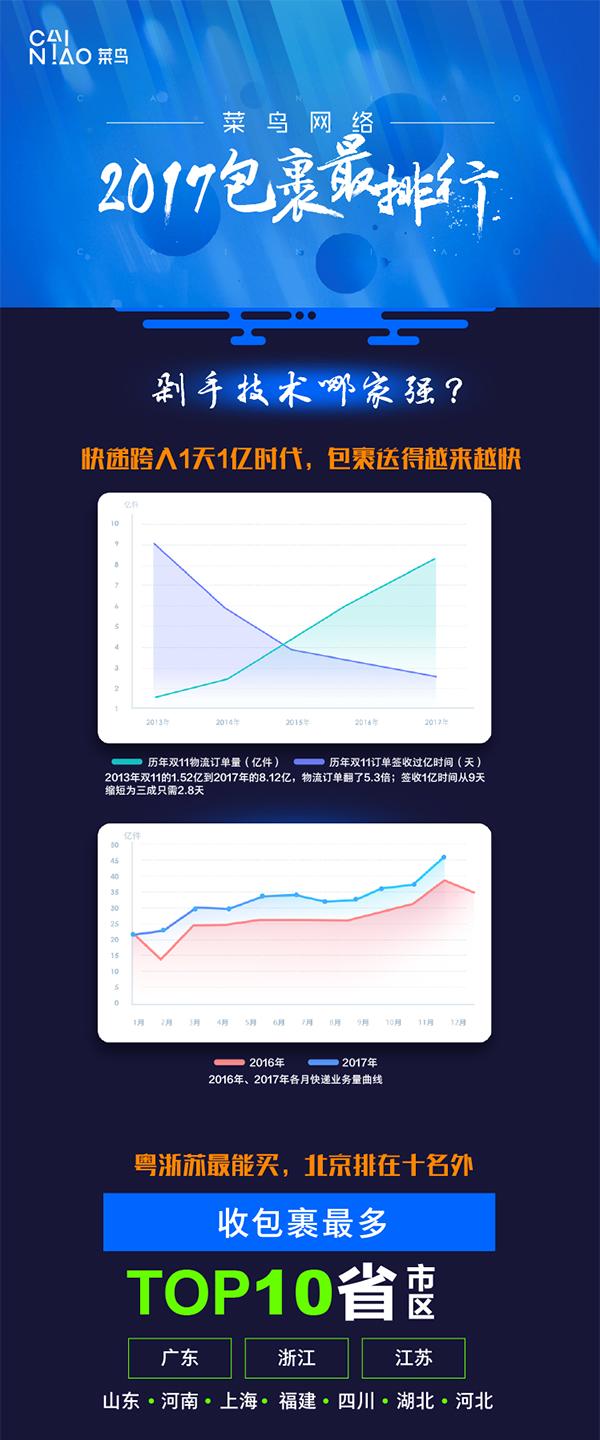 CAI
NIAO 菜鸟
C A I N I A O
菜鸟网络
2017包裹最排行
C A I N I A O
剁手技术哪家强？
快递跨入1天1亿时代，包裹送得越来越快
亿件
10
9
8
7
6
5
4
3
2
1
2013年 2014年 2015年 2016年 2017年
历年双11物流订单量（亿件） 历年双11订单签收过亿时间（天）
2013年双11的1.52亿到2017年的8.12亿，物流订单翻了5.3倍；签收1亿时间从9天
缩短为三成只需2.8天
亿件
50
45
40
35
30
25
20
15
10
5
0
1月 2月 3月 4月 5月 6月 7月 8月 9月 10月 11月 12月
2016年 2017年
2016年、2017年各月快递业务量曲线
粤浙苏最能买，北京排在十名外
收包裹最多
TOP10省市区
广东 浙江 江苏
山东·河南·上海·福建·四川·湖北·河北